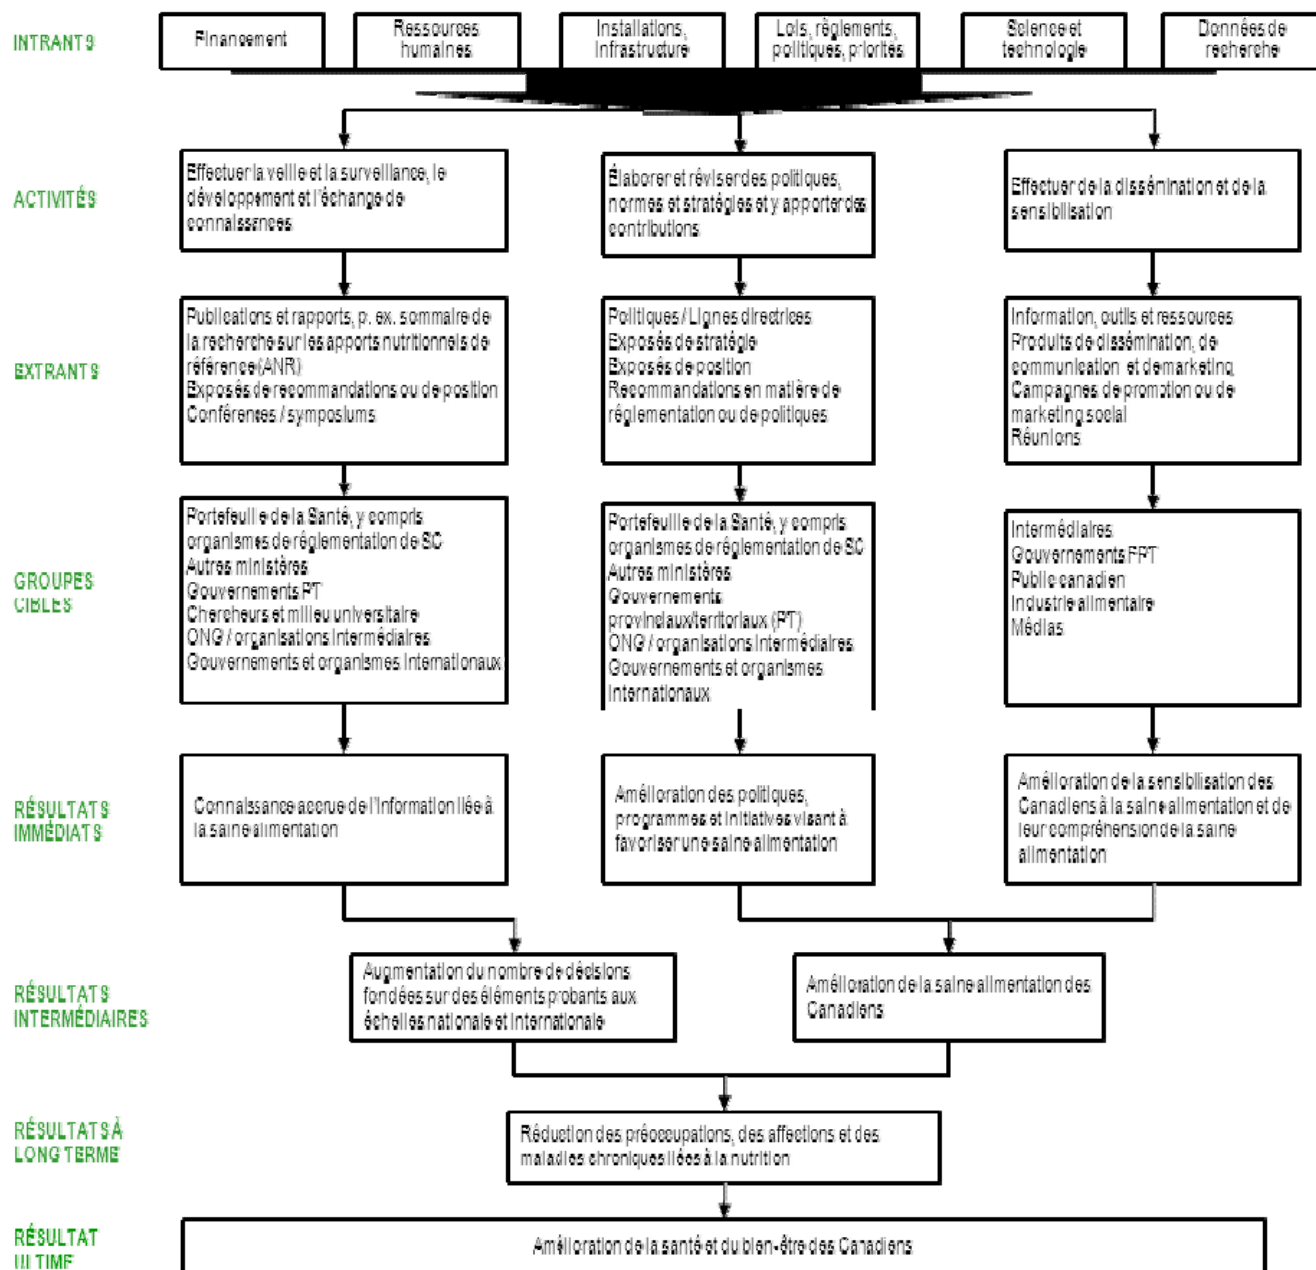 INTRANTS
Financement
Ressources
humaines
Installations,
Infrastructure
Lois, règlements,
politiques, priorités
Science et
technologie
Données de
recherche
ACTIVITÉS
Effectuer la veille et la surveillance, le
développement et l'échange de
connaissances
Élaborer et réviser des politiques,
normes et stratégies et y apporter des
contributions
Effectuer de la dissémination et de la
sensibilisation
EXTRANTS
Publications et rapports, p. ex. sommaire de
la recherche sur les apports nutritionnels de
référence (ANR)
Exposés de recommandations ou de position
Conférences / symposiums
Politiques / Lignes directrices
Exposés de stratégie
Exposés de position
Recommandations en matière de
réglementation ou de politiques
Information, outils et ressources
Produits de dissémination, de
communication et de marketing
Campagnes de promotion ou de
marketing social
Réunions
GROUPES
CIBLES
Portefeuille de la Santé, y compris
organismes de réglementation de SC
Autres ministères
Gouvernements PT
Chercheurs et milieu universitaire
ONG / organisations intermédiaires
Gouvernements et organismes internationaux
Portefeuille de la Santé, y compris
organismes de réglementation de SC
Autres ministères
Gouvernements
provinciaux/territoriaux (PT)
ONG / organisations intermédiaires
Gouvernements et organismes
internationaux
Intermédiaires
Gouvernements FPT
Public canadien
Industrie alimentaire
Médias
RÉSULTATS
IMMÉDIATS
Connaissance accrue de l'information liée à
la saine alimentation
Amélioration des politiques,
programmes et initiatives visant à
favoriser une saine alimentation
Amélioration de la sensibilisation des
Canadiens à la saine alimentation et de
leur compréhension de la saine
alimentation
RÉSULTATS
INTERMÉDIAIRES
Augmentation du nombre de décisions
fondées sur des éléments probants aux
échelles nationale et internationale
Amélioration de la saine alimentation des
Canadiens
RÉSULTATS À
LONG TERME
Réduction des préoccupations, des affections et des
maladies chroniques liées à la nutrition
RÉSULTAT
ULTIME
Amélioration de la santé et du bien-être des Canadiens